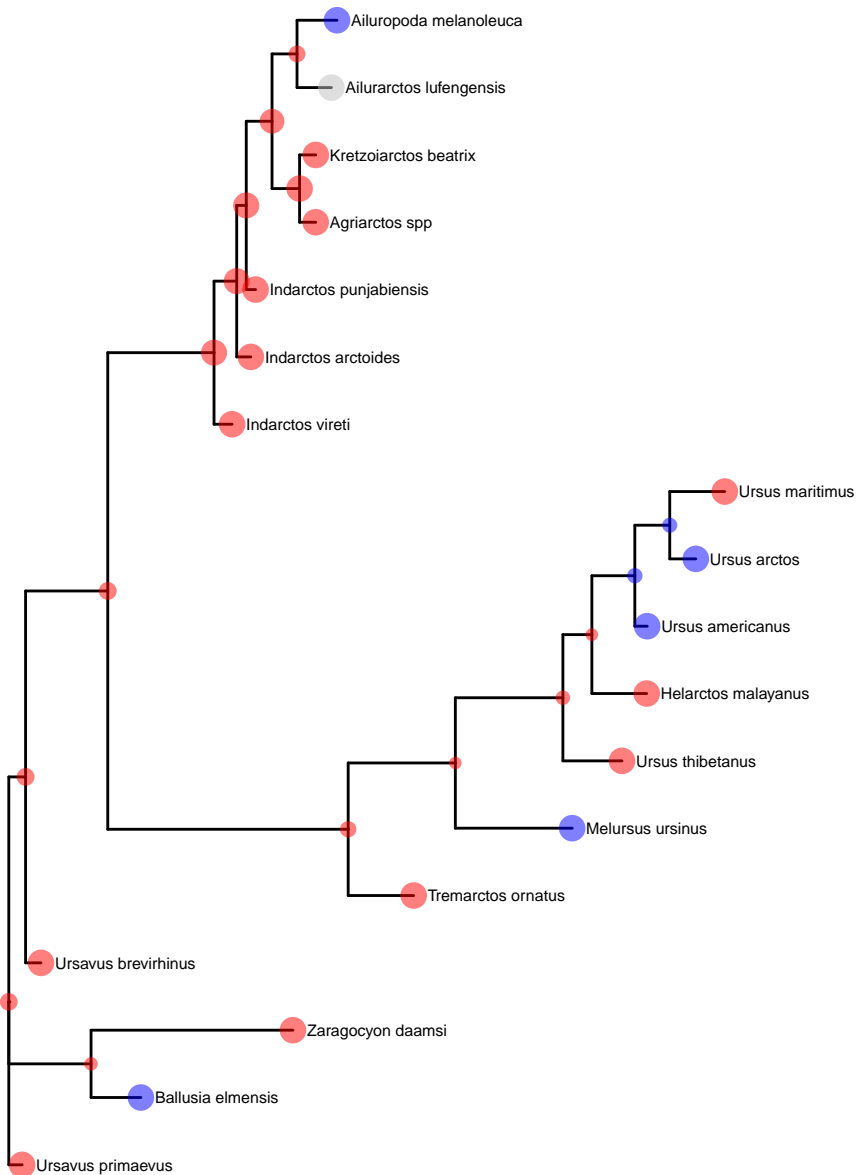 Ailuropoda melanoleuca
Ailurarctos lufengensis
Kretzoiarctos beatrix
Agriarctos spp
Indarctos punjabiensis
Indarctos arctoides
Indarctos vireti
Ursus maritimus
Ursus arctos
Ursus americanus
Helarctos malayanus
Ursus thibetanus
Melursus ursinus
Tremarctos ornatus
Ursavus brevirhinus
Zaragocyon daamsi
Ballusia elmensis
Ursavus primaevus